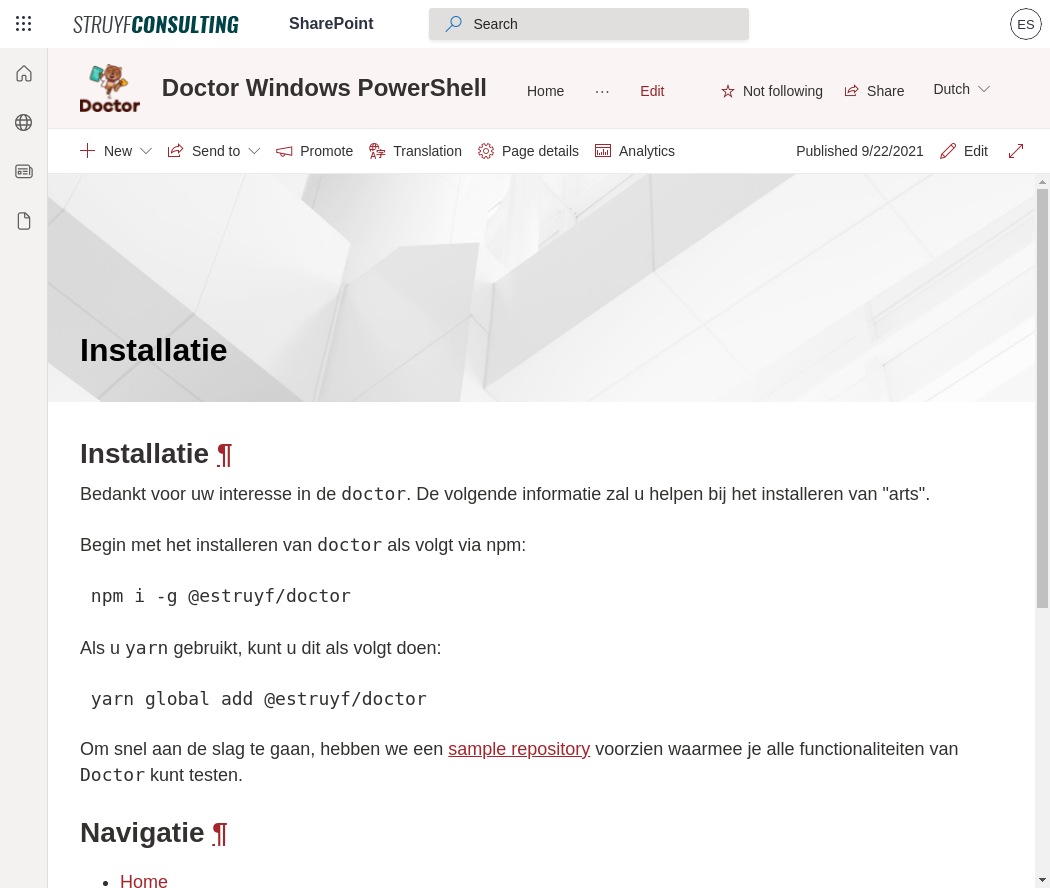 STRUYFCONSULTING SharePoint Search ES
Doctor
Doctor Windows PowerShell Home ··· Edit Not following Share Dutch
New Send to Promote Translation Page details Analytics Published 9/22/2021 Edit
Installatie
Installatie ¶
Bedankt voor uw interesse in de doctor. De volgende informatie zal u helpen bij het installeren van "arts".
Begin met het installeren van doctor als volgt via npm:
npm i -g @estruyf/doctor
Als u yarn gebruikt, kunt u dit als volgt doen:
yarn global add @estruyf/doctor
Om snel aan de slag te gaan, hebben we een sample repository voorzien waarmee je alle functionaliteiten van
Doctor kunt testen.
Navigatie ¶
• Home